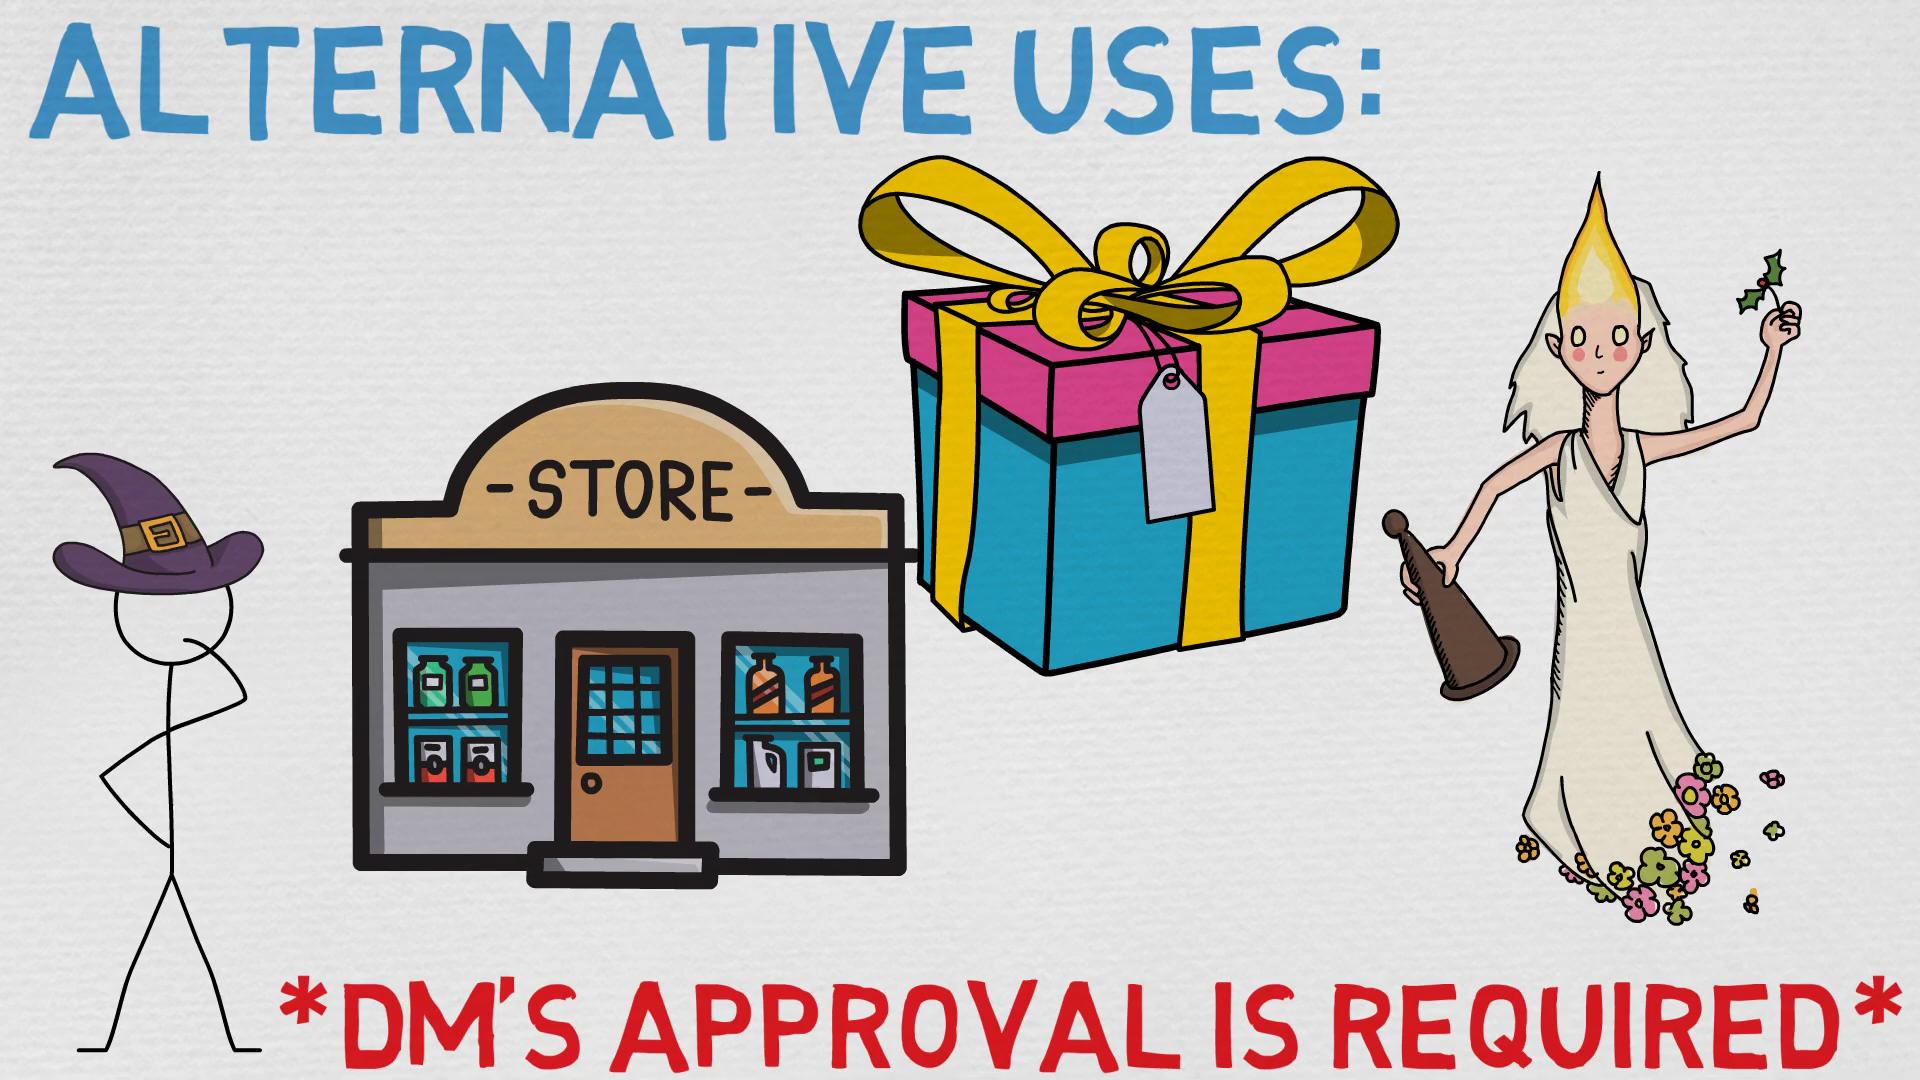 ALTERNATIVE USES:
-STORE-
*DM'S APPROVAL IS REQUIRED*